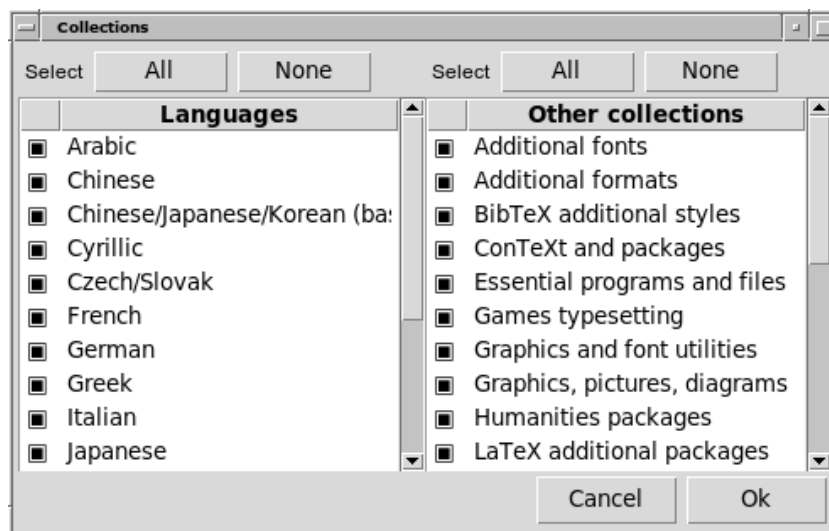 Collections
Select All None Select All None
Languages
Arabic
Chinese
Chinese/Japanese/Korean (bas
Cyrillic
Czech/Slovak
French
German
Greek
Italian
Japanese
Other collections
Additional fonts
Additional formats
BibTeX additional styles
ConTeXt and packages
Essential programs and files
Games typesetting
Graphics and font utilities
Graphics, pictures, diagrams
Humanities packages
LaTeX additional packages
Cancel Ok